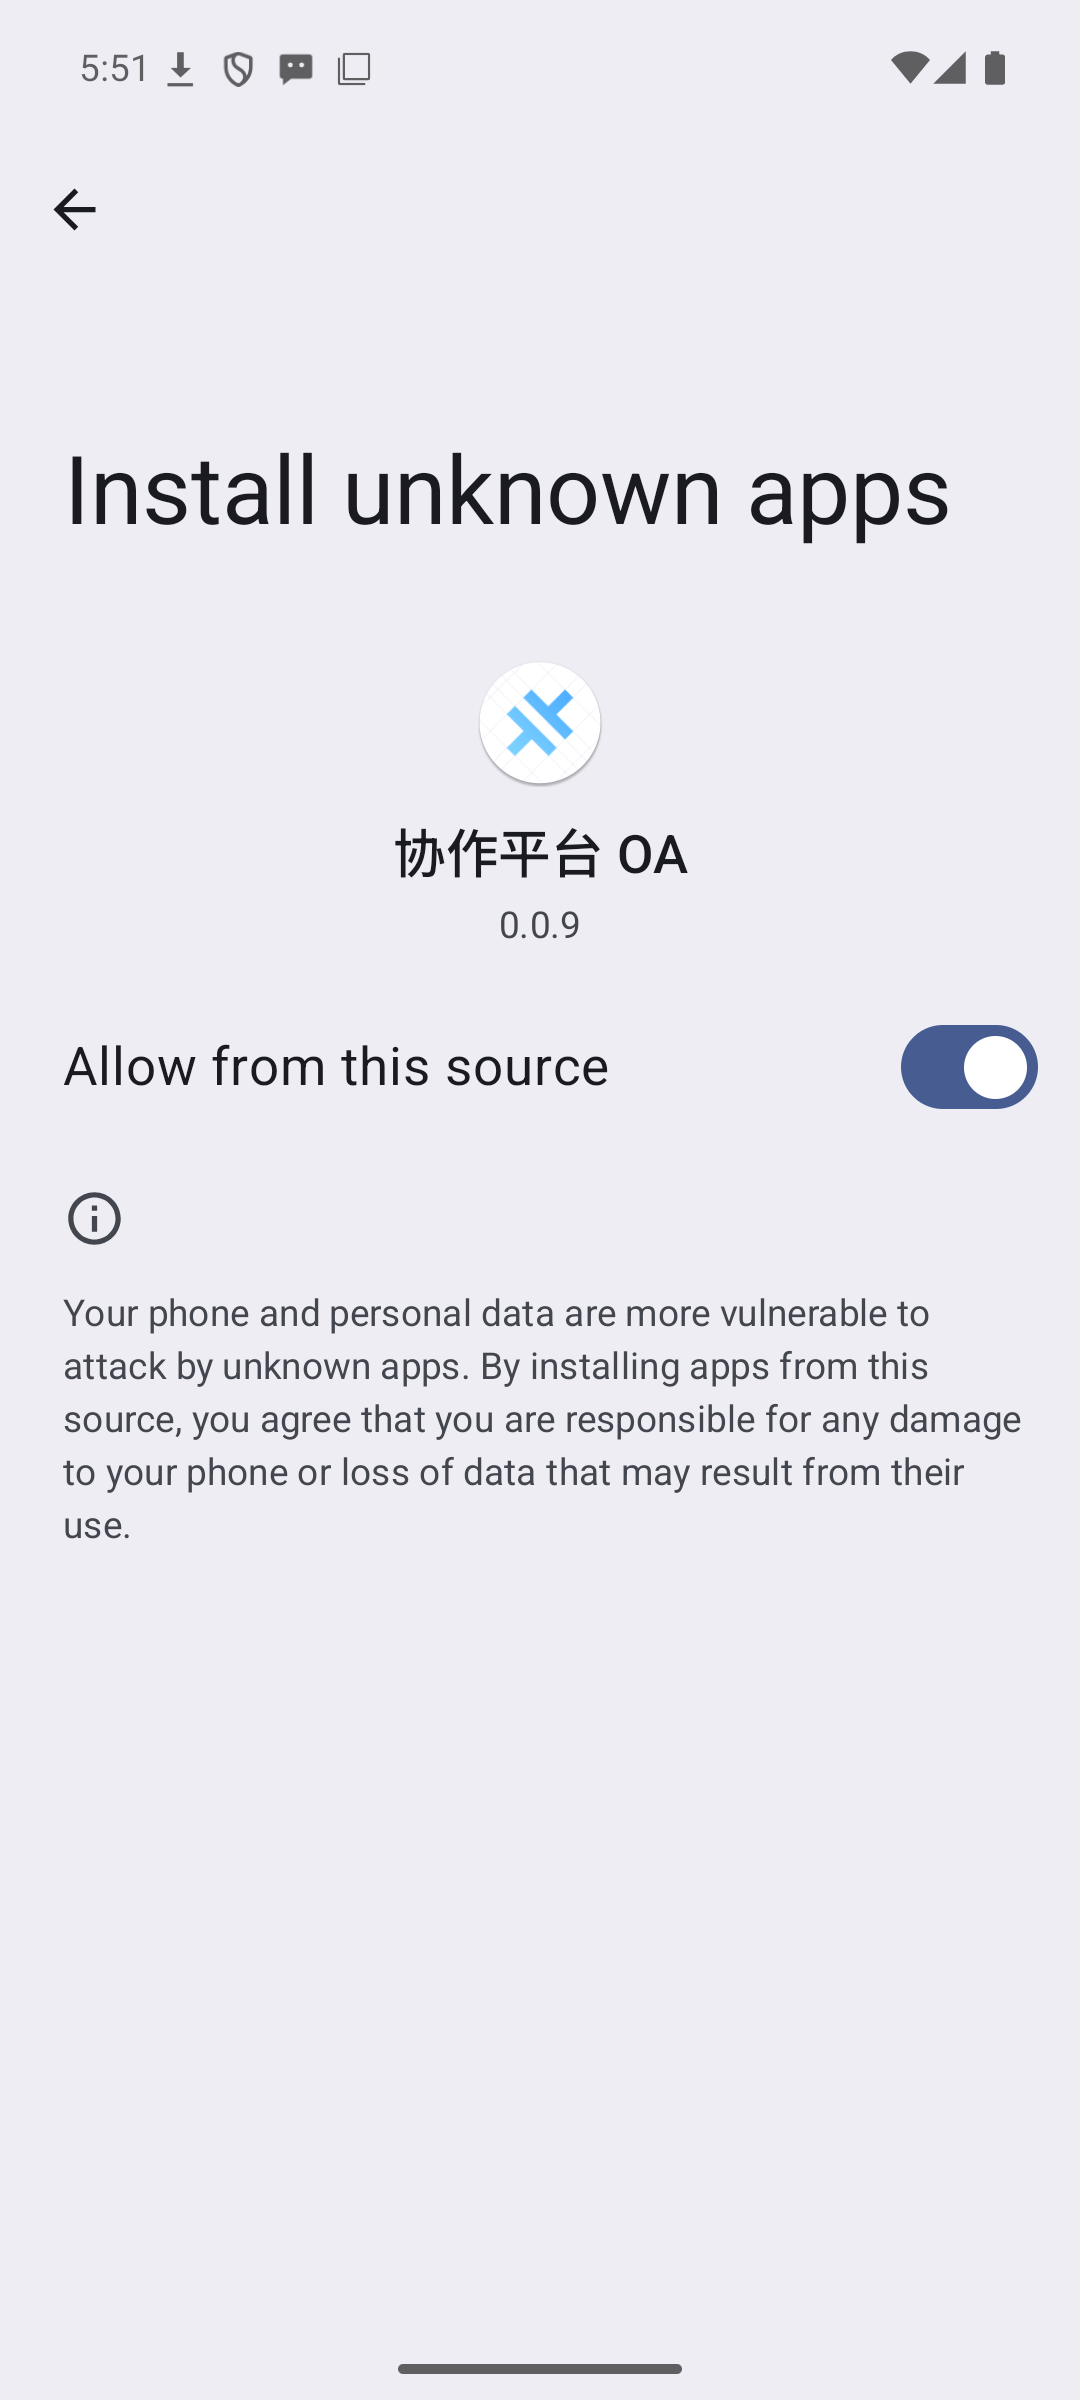 5:51
Install unknown apps
协作平台 OA
0.0.9
Allow from this source
Your phone and personal data are more vulnerable to
attack by unknown apps. By installing apps from this
source, you agree that you are responsible for any damage
to your phone or loss of data that may result from their
use.